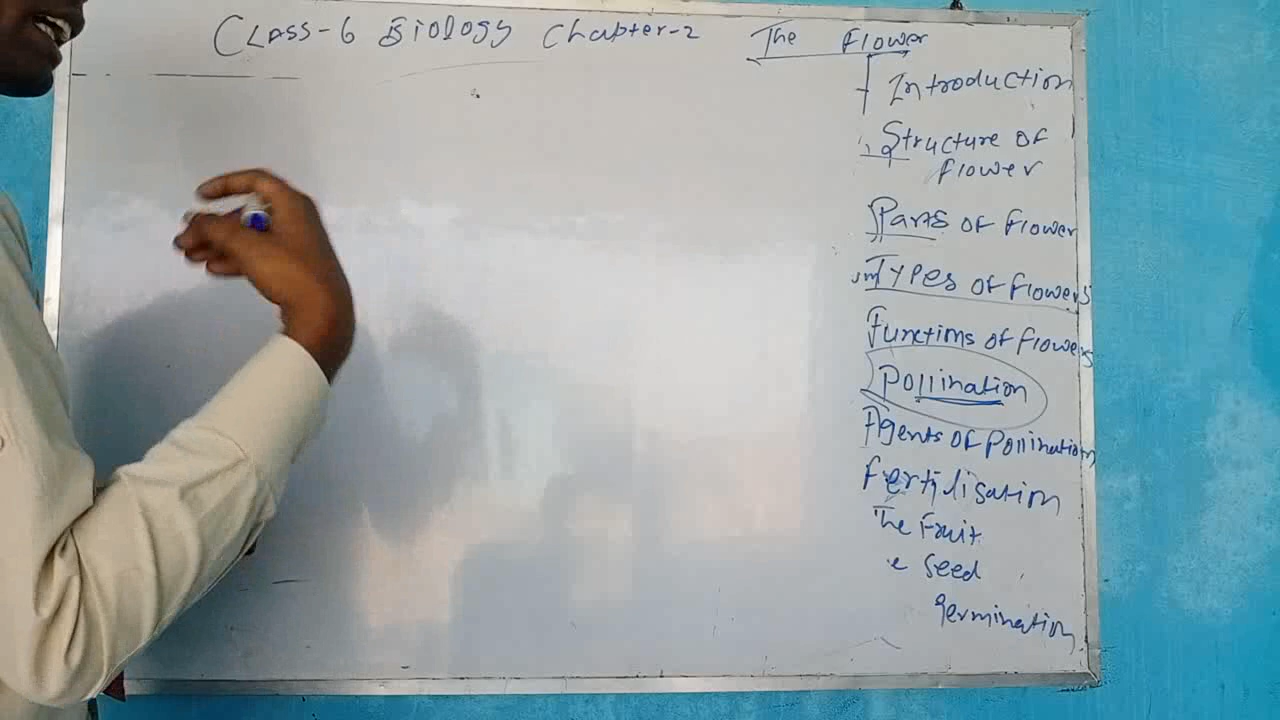 Class-6 Biology Chapter-2 The Flower
Introduction
Structure of
flower
Parts of flower
Types of flowers
Functions of flowers
Pollination
Agents of Pollination
Fertilisation
The Fruit
Seed
germination